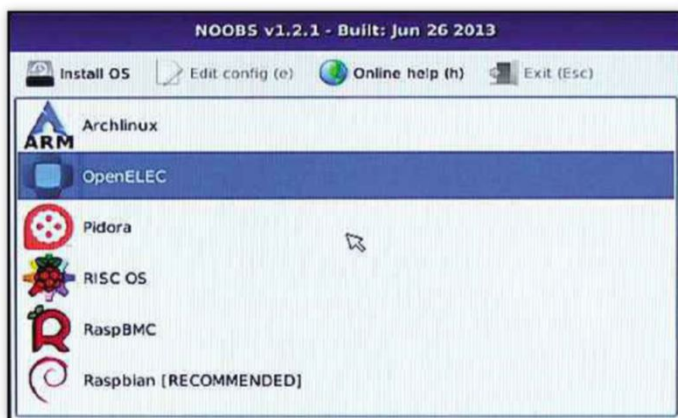 NOOBS v1.2.1 - Built: Jun 26 2013
Install OS Edit config (e) Online help (h) Exit (Esc)
ARM
Archlinux
OpenELEC
Pidora
RISC OS
RaspBMC
Raspbian [RECOMMENDED]